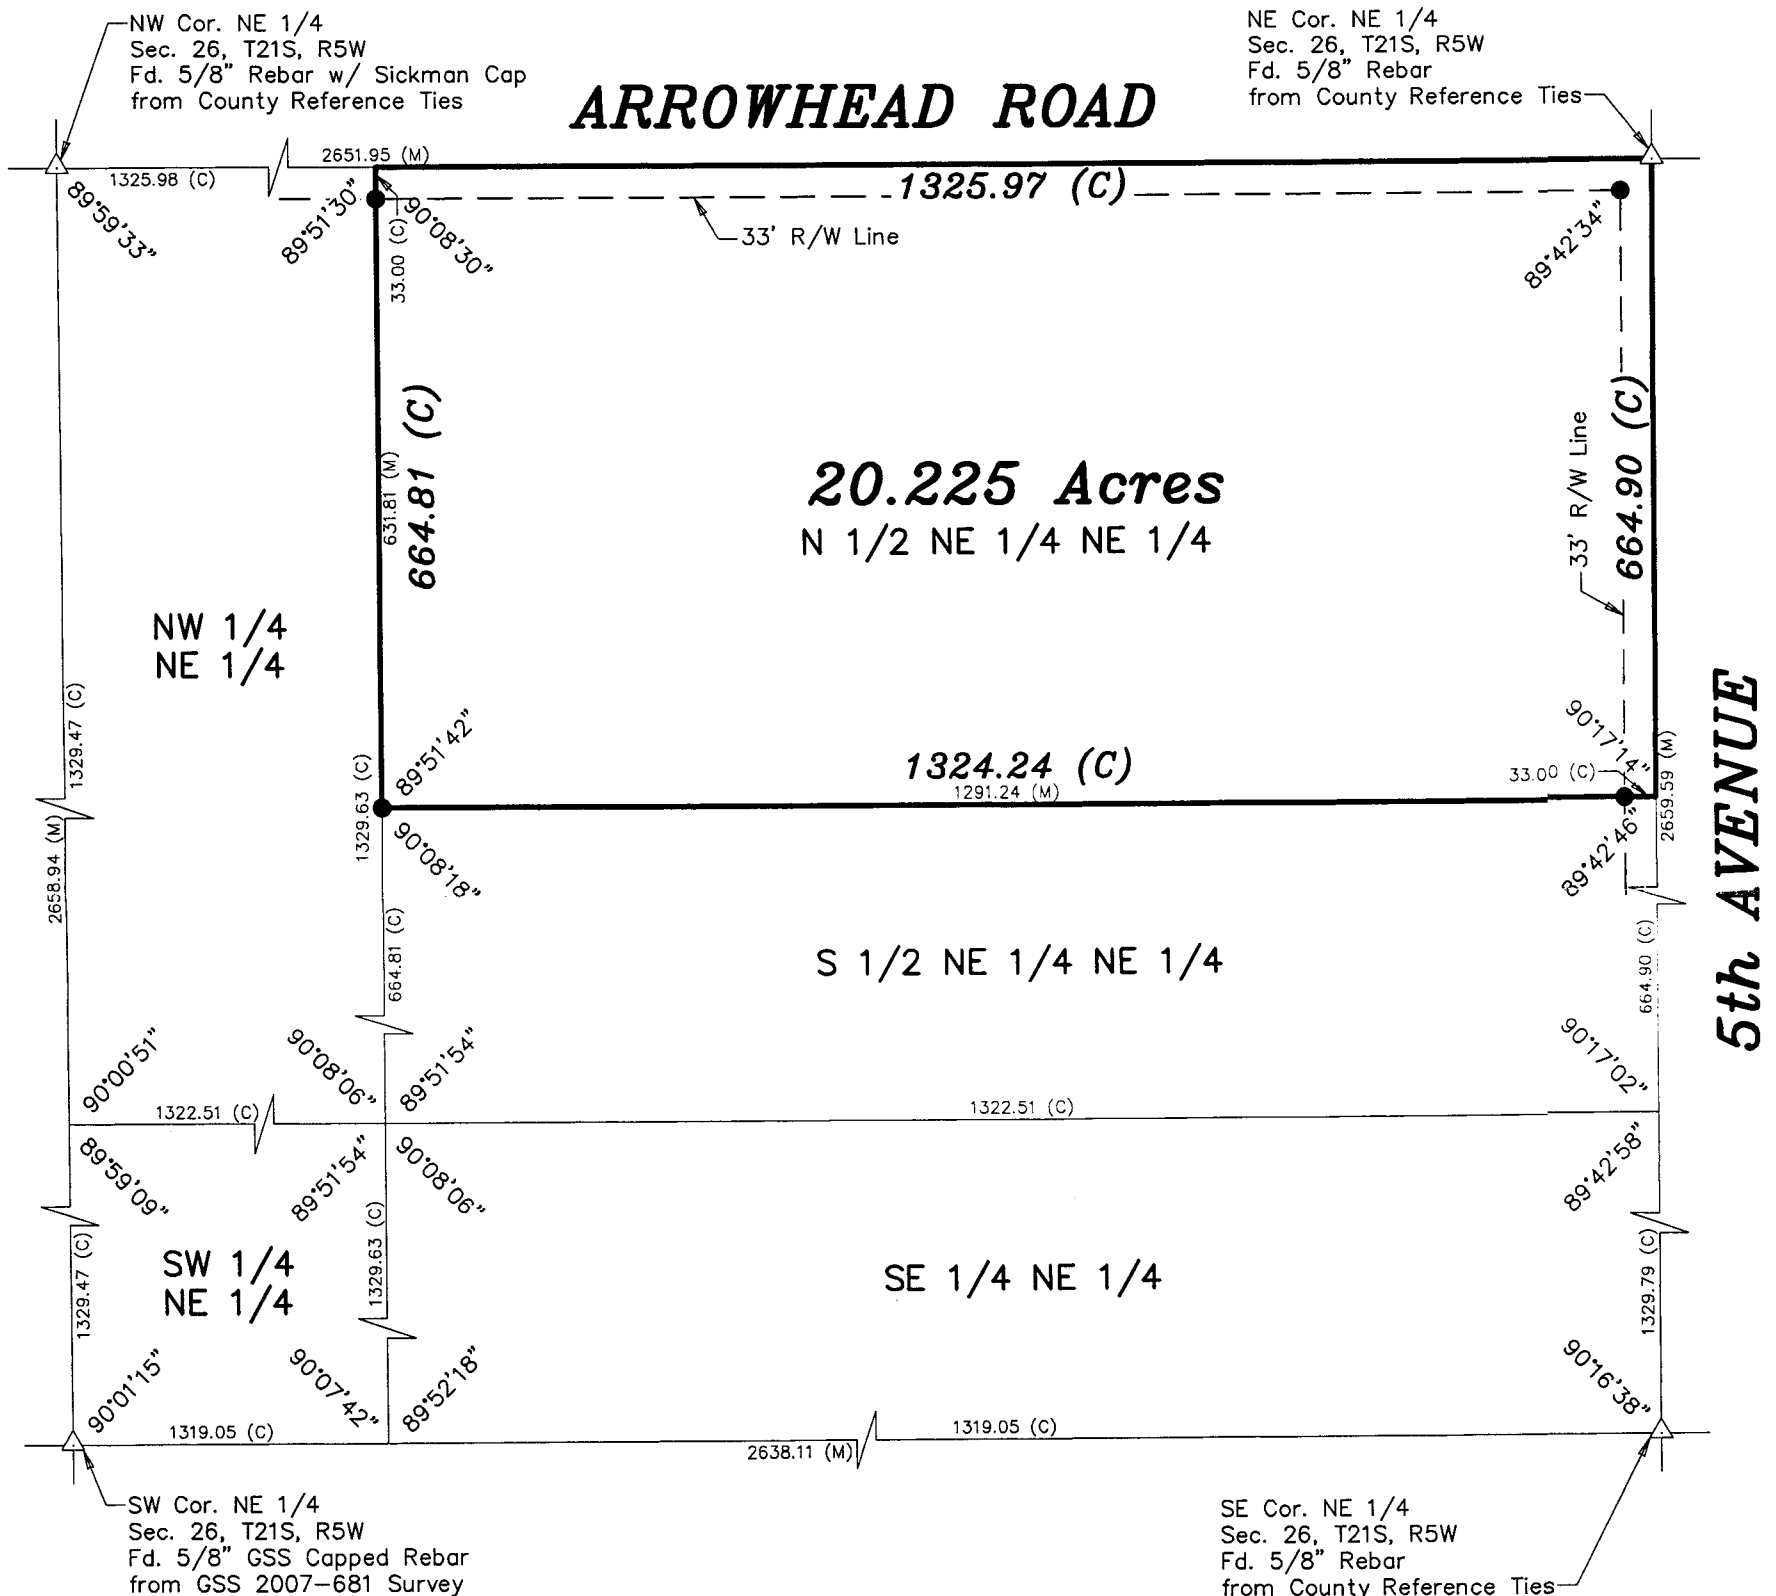 NW Cor. NE 1/4
Sec. 26, T21S, R5W
Fd. 5/8" Rebar w/ Sickman Cap
from County Reference Ties
NE Cor. NE 1/4
Sec. 26, T21S, R5W
Fd. 5/8" Rebar
from County Reference Ties
ARROWHEAD ROAD
2651.95 (M)
1325.98 (C)
1325.97 (C)
89°59'33"
89°51'30"
90°08'30"
33.00 (C)
33' R/W Line
89°42'34"
664.81 (C)
631.81 (M)
664.90 (C)
33' R/W Line
20.225 Acres
N 1/2 NE 1/4 NE 1/4
NW 1/4
NE 1/4
1329.47 (C)
2658.94 (M)
1329.63 (C)
89°51'42"
1324.24 (C)
1291.24 (M)
90°17'14"
33.00 (C)
2659.59 (M)
5th AVENUE
90°08'18"
89°42'46"
664.81 (C)
S 1/2 NE 1/4 NE 1/4
664.90 (C)
90°00'51"
90°08'06"
89°51'54"
90°17'02"
1322.51 (C)
1322.51 (C)
89°59'09"
89°51'54"
90°08'06"
89°42'58"
SW 1/4
NE 1/4
1329.47 (C)
1329.63 (C)
SE 1/4 NE 1/4
1329.79 (C)
90°01'15"
90°07'42"
89°52'18"
90°16'38"
1319.05 (C)
2638.11 (M)
1319.05 (C)
SW Cor. NE 1/4
Sec. 26, T21S, R5W
Fd. 5/8" GSS Capped Rebar
from GSS 2007-681 Survey
SE Cor. NE 1/4
Sec. 26, T21S, R5W
Fd. 5/8" Rebar
from County Reference Ties